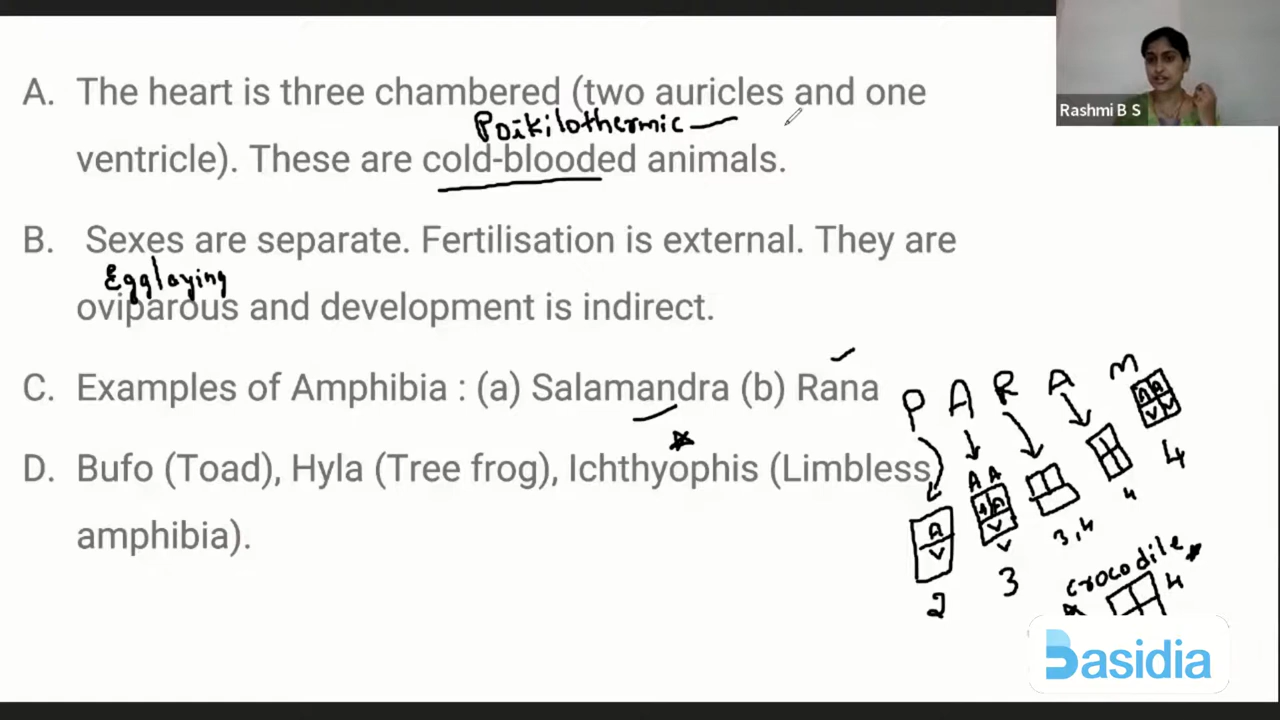 Rashmi B S
A. The heart is three chambered (two auricles and one
Poikilothermic
ventricle). These are cold-blooded animals.
B. Sexes are separate. Fertilisation is external. They are
Egglaying
oviparous and development is indirect.
C. Examples of Amphibia : (a) Salamandra (b) Rana
P A R A m
D. Bufo (Toad), Hyla (Tree frog), Ichthyophis (Limbless
amphibia).
A A
A A
V V
A A
V
V
A
V
2
3
3,4
4
4
crocodile
4
Basidia